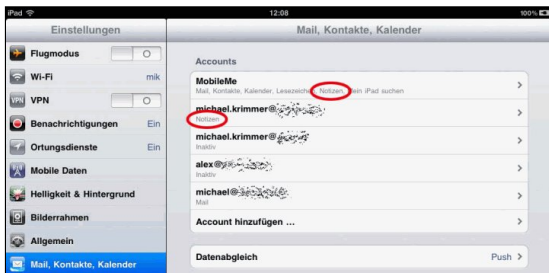 iPad 12:08 100%
Einstellungen
Flugmodus
Wi-Fi mik
VPN VPN
Benachrichtigungen Ein
Ortungsdienste Ein
Mobile Daten
Helligkeit & Hintergrund
Bilderrahmen
Allgemein
Mail, Kontakte, Kalender
Mail, Kontakte, Kalender
Accounts
MobileMe
Mail, Kontakte, Kalender, Lesezeichen, Notizen, Mein iPad suchen
michael.krimmer@
Notizen
michael.krimmer@
Inaktiv
alex@
Inaktiv
michael@
Mail
Account hinzufügen ...
Datenabgleich Push